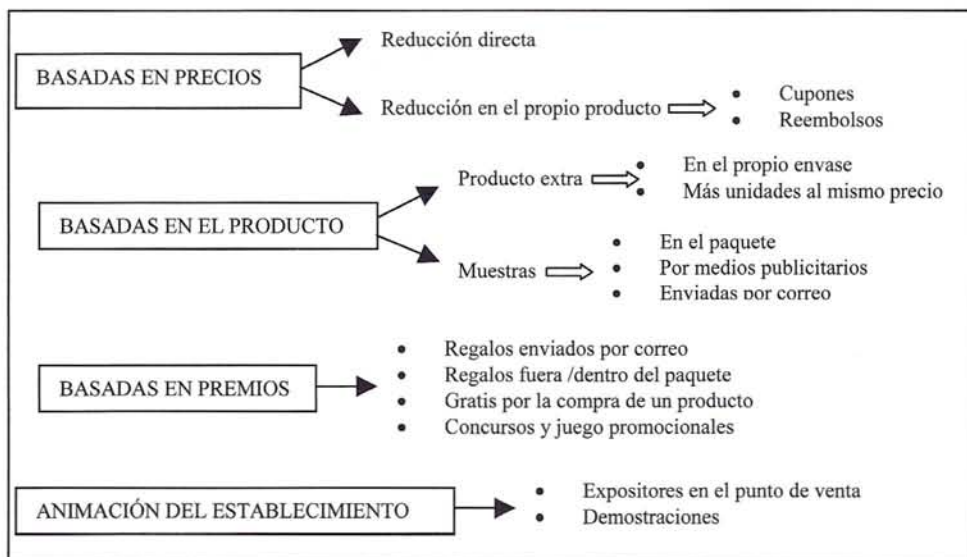 BASADAS EN PRECIOS
Reducción directa
Reducción en el propio producto
• Cupones
• Reembolsos
BASADAS EN EL PRODUCTO
Producto extra
• En el propio envase
• Más unidades al mismo precio
Muestras
• En el paquete
• Por medios publicitarios
• Enviadas por correo
BASADAS EN PREMIOS
• Regalos enviados por correo
• Regalos fuera /dentro del paquete
• Gratis por la compra de un producto
• Concursos y juego promocionales
ANIMACIÓN DEL ESTABLECIMIENTO
• Expositores en el punto de venta
• Demostraciones